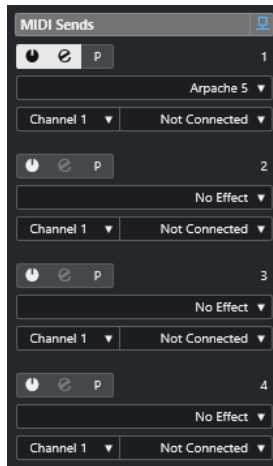 MIDI Sends
P 1
Arpache 5
Channel 1 Not Connected
P 2
No Effect
Channel 1 Not Connected
P 3
No Effect
Channel 1 Not Connected
P 4
No Effect
Channel 1 Not Connected